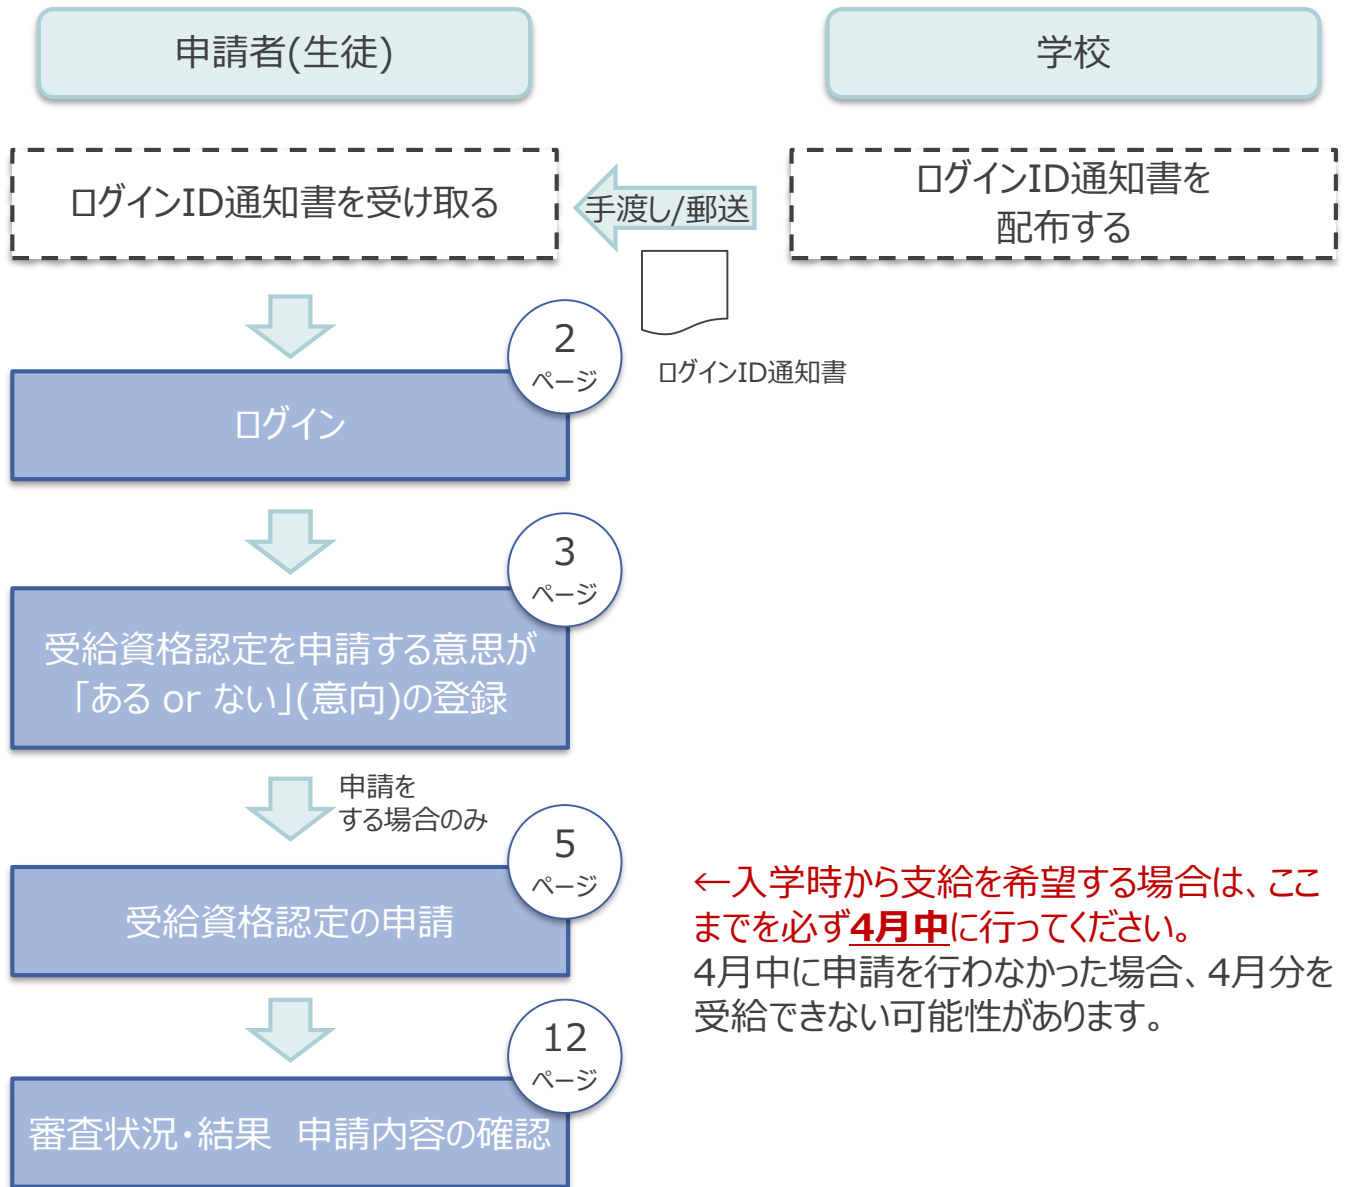 申請者(生徒)
学校
ログインID通知書を受け取る
手渡し/郵送
ログインID通知書を
配布する
ログインID通知書
2
ページ
ログイン
3
ページ
受給資格認定を申請する意思が
「ある or ない」(意向)の登録
申請を
する場合のみ
5
ページ
受給資格認定の申請
←入学時から支給を希望する場合は、ここ
までを必ず4月中に行ってください。
4月中に申請を行わなかった場合、4月分を
受給できない可能性があります。
12
ページ
審査状況・結果　申請内容の確認